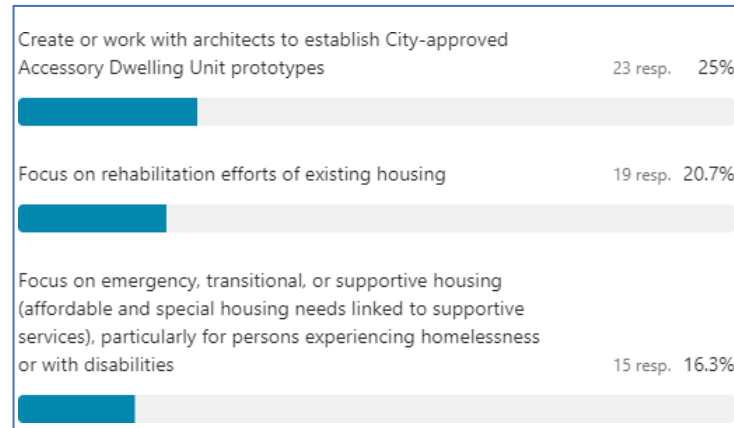 Create or work with architects to establish City-approved
Accessory Dwelling Unit prototypes 23 resp. 25%
Focus on rehabilitation efforts of existing housing 19 resp. 20.7%
Focus on emergency, transitional, or supportive housing
(affordable and special housing needs linked to supportive
services), particularly for persons experiencing homelessness
or with disabilities 15 resp. 16.3%